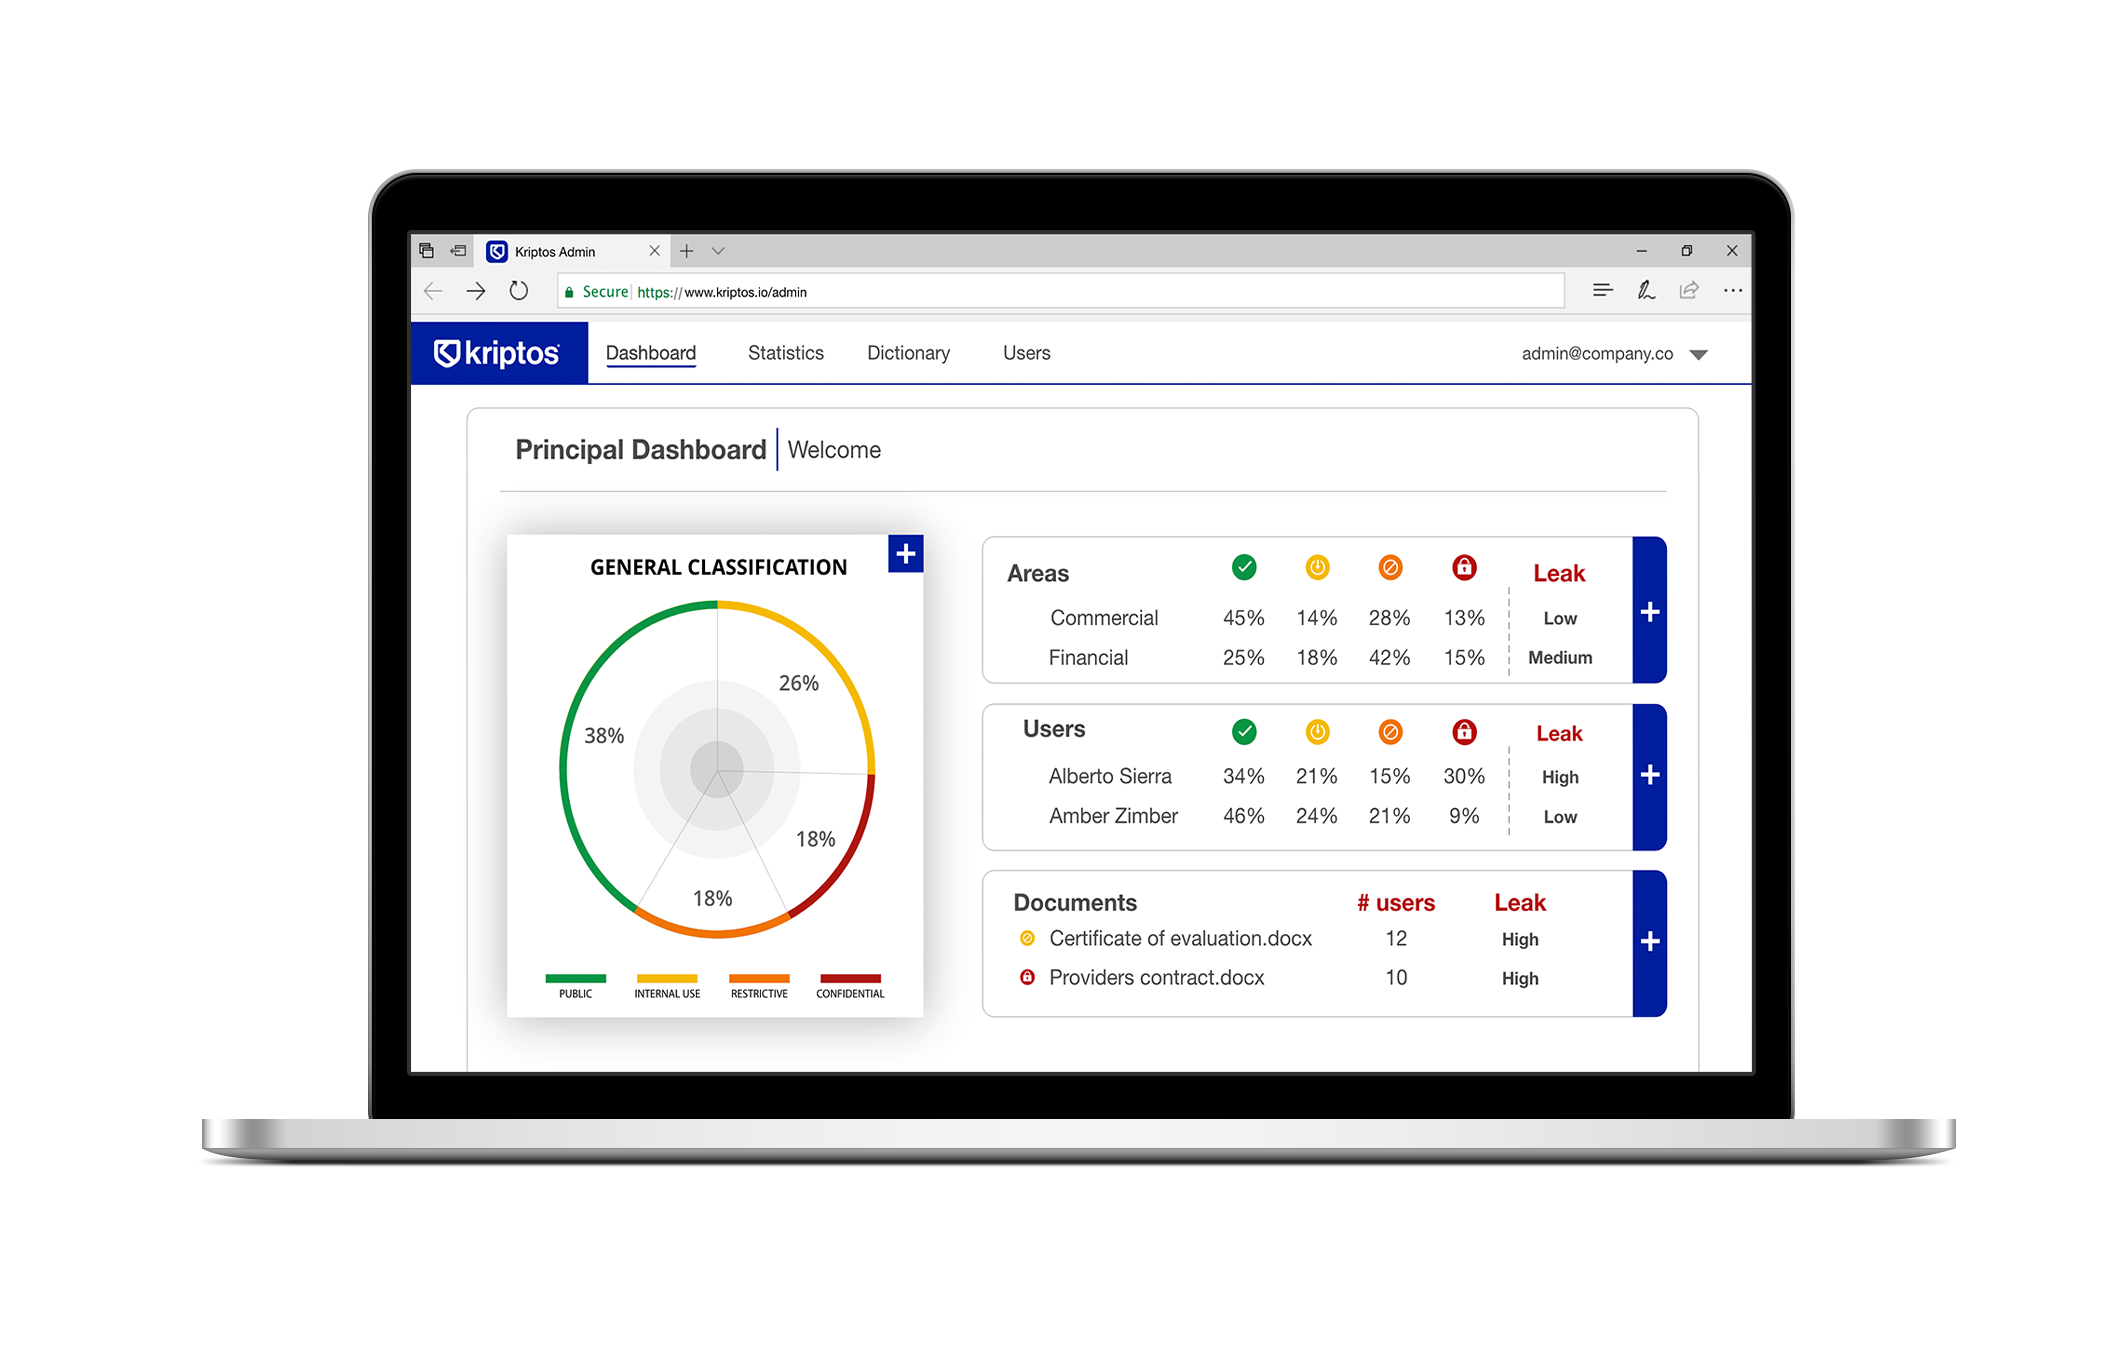 Kriptos Admin
Secure https://www.kriptos.io/admin
kriptos
Dashboard Statistics Dictionary Users admin@company.co
Principal Dashboard Welcome
GENERAL CLASSIFICATION
26%
38%
18%
18%
PUBLIC INTERNAL USE RESTRICTIVE CONFIDENTIAL
Areas Leak
Commercial 45% 14% 28% 13% Low
Financial 25% 18% 42% 15% Medium
Users Leak
Alberto Sierra 34% 21% 15% 30% High
Amber Zimber 46% 24% 21% 9% Low
Documents # users Leak
Certificate of evaluation.docx 12 High
Providers contract.docx 10 High